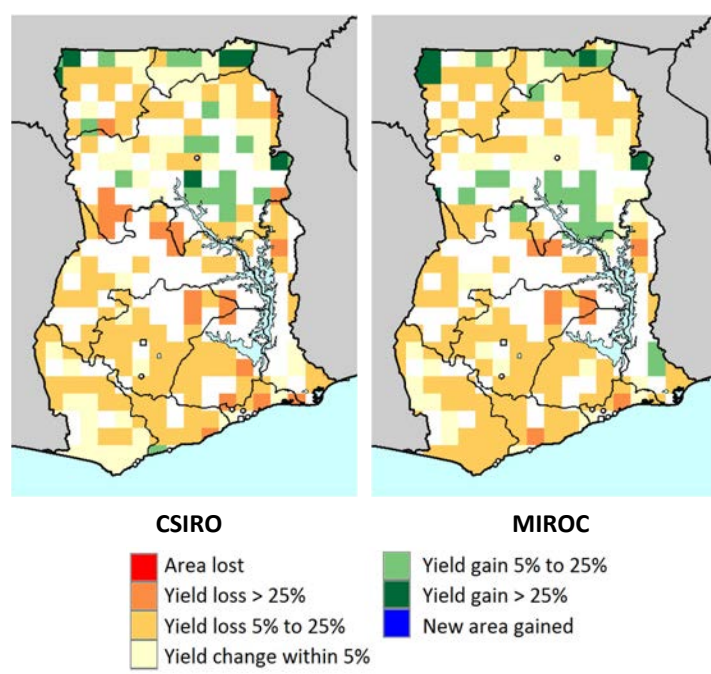 CSIRO
MIROC
Area lost
Yield loss > 25%
Yield loss 5% to 25%
Yield change within 5%
Yield gain 5% to 25%
Yield gain > 25%
New area gained